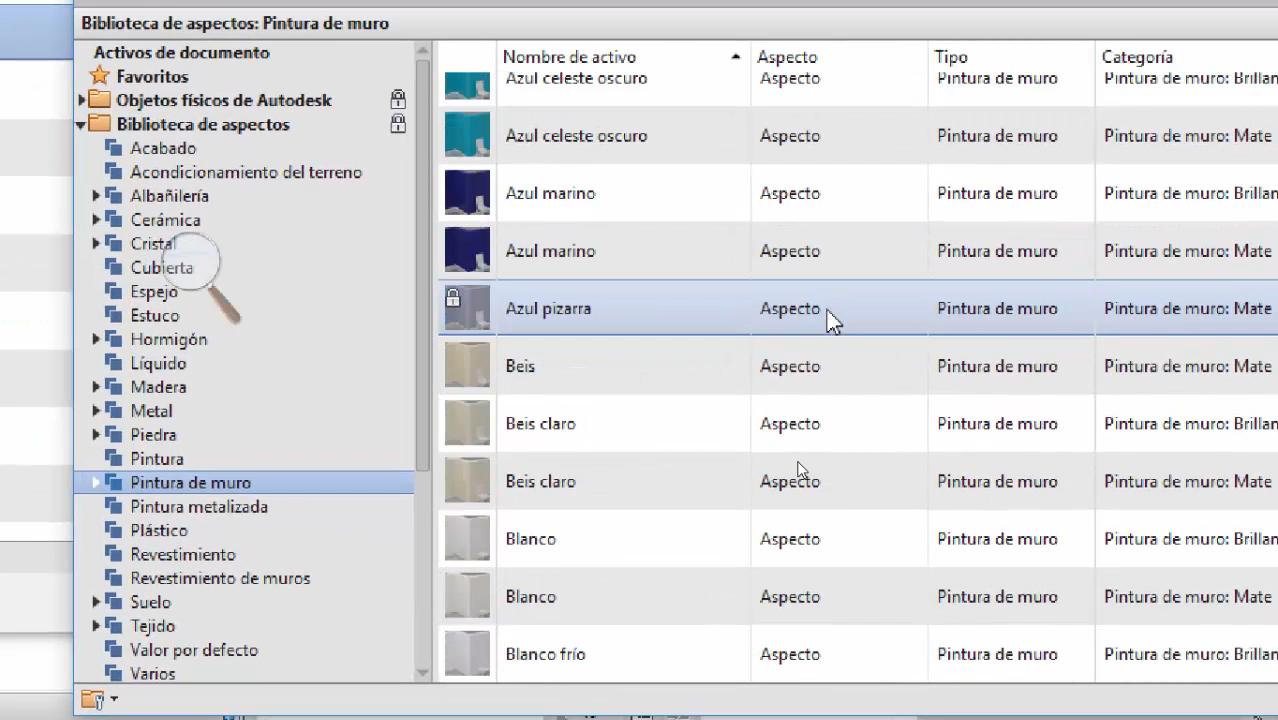 Biblioteca de aspectos: Pintura de muro
Activos de documento
Favoritos
Objetos físicos de Autodesk
Biblioteca de aspectos
Acabado
Acondicionamiento del terreno
Albañilería
Cerámica
Cristal
Cubierta
Espejo
Estuco
Hormigón
Líquido
Madera
Metal
Piedra
Pintura
Pintura de muro
Pintura metalizada
Plástico
Revestimiento
Revestimiento de muros
Suelo
Tejido
Valor por defecto
Varios
Nombre de activo Aspecto Tipo Categoría
Azul celeste oscuro Aspecto Pintura de muro Pintura de muro: Brillan
Azul celeste oscuro Aspecto Pintura de muro Pintura de muro: Mate
Azul marino Aspecto Pintura de muro Pintura de muro: Brillan
Azul marino Aspecto Pintura de muro Pintura de muro: Mate
Azul pizarra Aspecto Pintura de muro Pintura de muro: Mate
Beis Aspecto Pintura de muro Pintura de muro: Mate
Beis claro Aspecto Pintura de muro Pintura de muro: Brillan
Beis claro Aspecto Pintura de muro Pintura de muro: Mate
Blanco Aspecto Pintura de muro Pintura de muro: Brillan
Blanco Aspecto Pintura de muro Pintura de muro: Mate
Blanco frío Aspecto Pintura de muro Pintura de muro: Brillan